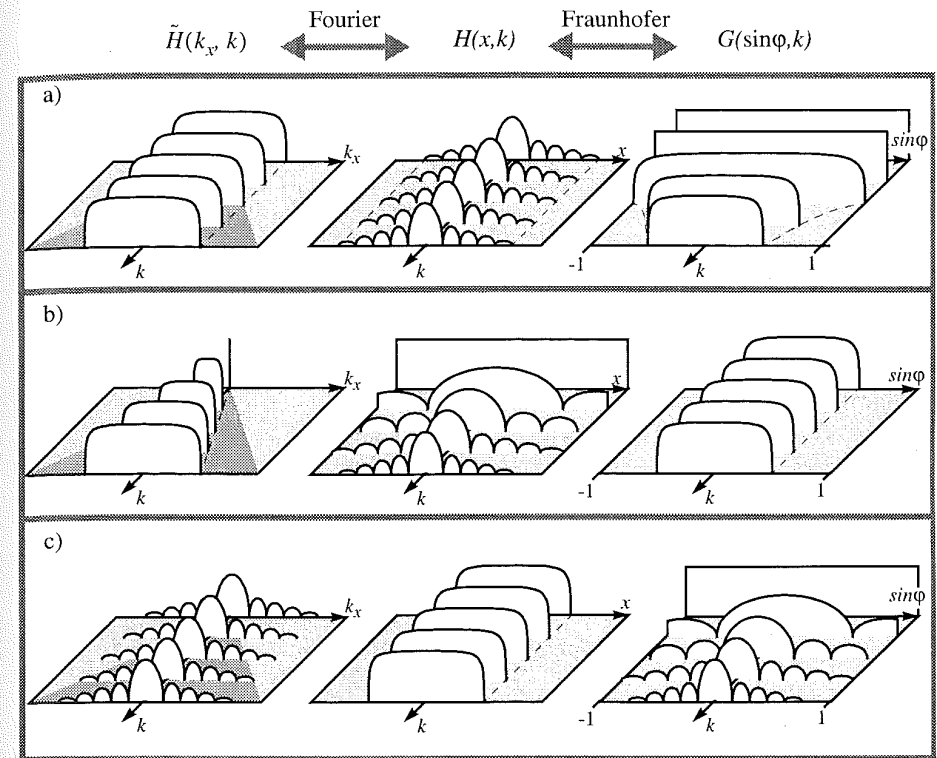 Fourier Fraunhofer
H̃(kₓ, k) H(x,k) G(sinφ,k)
a)
kₓ x sinφ
k k -1 k 1
b)
kₓ x sinφ
k k -1 k 1
c)
kₓ x sinφ
k k -1 k 1